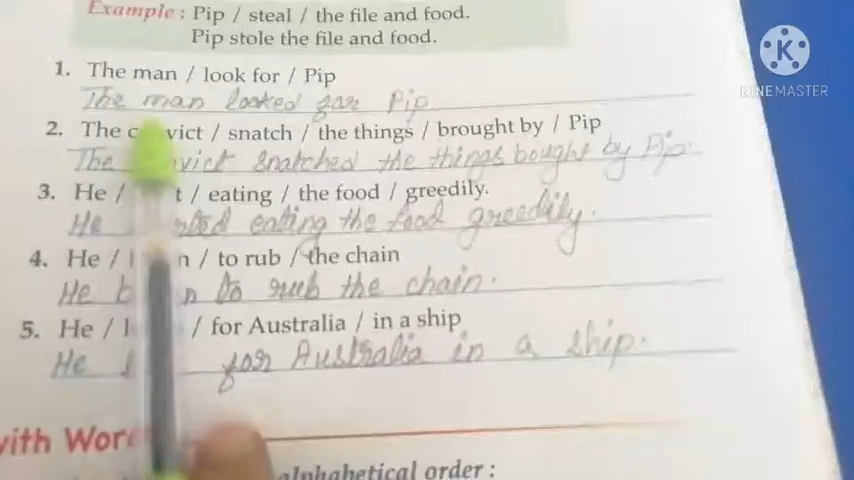 Example : Pip / steal / the file and food.
Pip stole the file and food.
1. The man / look for / Pip
The man looked for Pip
2. The c vict / snatch / the things / brought by / Pip
The vict snatched the things bought by Pip.
3. He / t / eating / the food / greedily.
He ted eating the food greedily.
4. He / n / to rub / the chain
He b n to rub the chain.
5. He / l / for Australia / in a ship
He for Australia in a ship.
with Wor
alphabetical order :
K
KINEMASTER